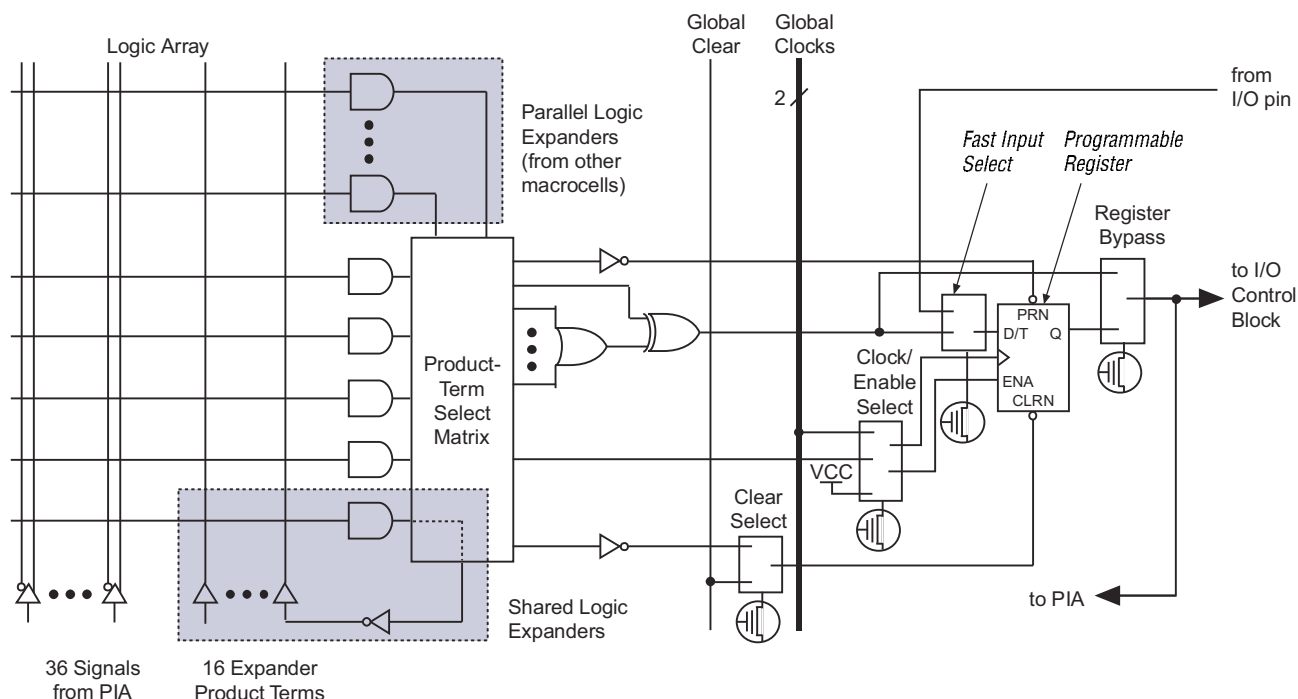 Logic Array
Global
Clear
Global
Clocks
2
from
I/O pin
Parallel Logic
Expanders
(from other
macrocells)
Fast Input
Select
Programmable
Register
Register
Bypass
to I/O
Control
Block
PRN
D/T Q
ENA
CLRN
Clock/
Enable
Select
Product-
Term
Select
Matrix
VCC
Clear
Select
to PIA
Shared Logic
Expanders
36 Signals
from PIA
16 Expander
Product Terms